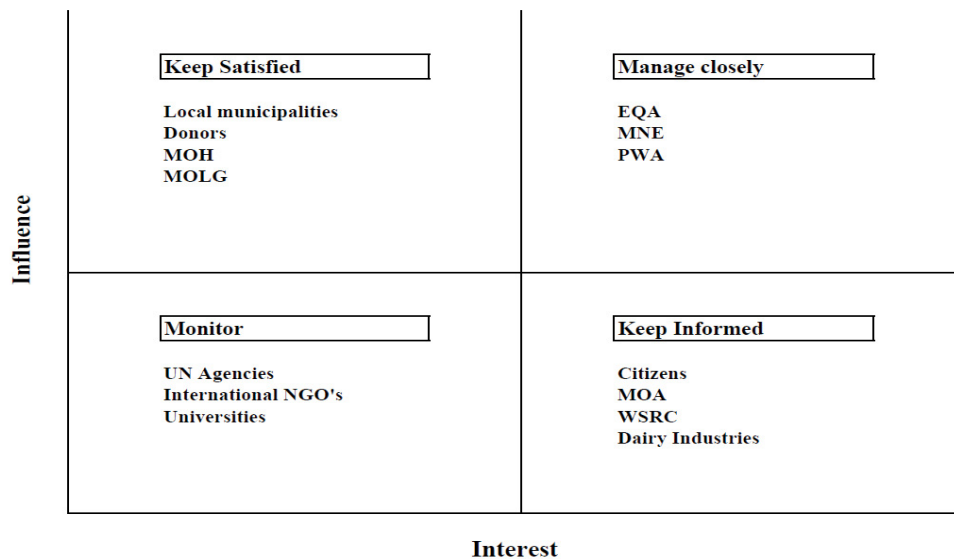 Keep Satisfied
Local municipalities
Donors
MOH
MOLG
Manage closely
EQA
MNE
PWA
Influence
Monitor
UN Agencies
International NGO's
Universities
Keep Informed
Citizens
MOA
WSRC
Dairy Industries
Interest